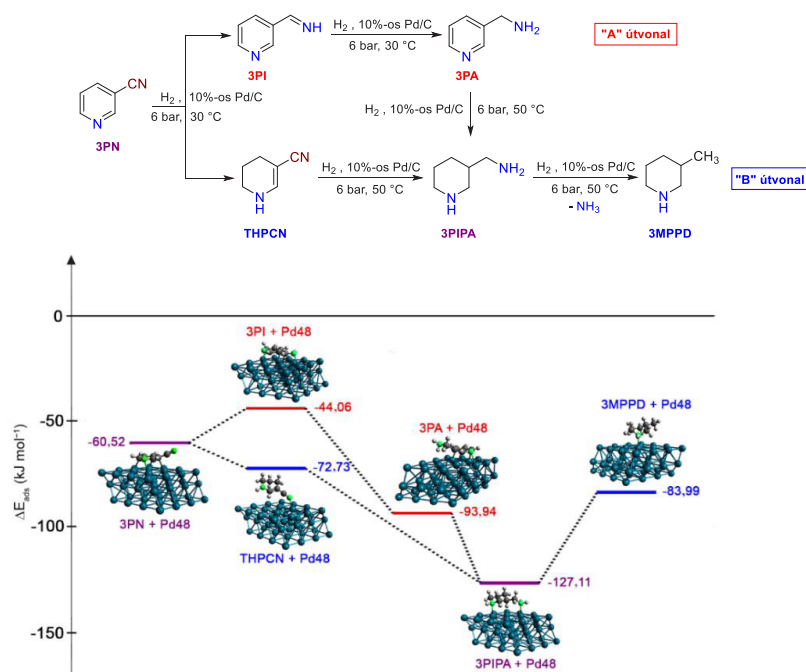 H₂ , 10%-os Pd/C
6 bar, 30 °C
"A" útvonal
NH
N
3PI
NH₂
N
3PA
CN
N
3PN
H₂ , 10%-os Pd/C
6 bar, 30 °C
H₂ , 10%-os Pd/C
6 bar, 50 °C
CN
N
H
THPCN
H₂ , 10%-os Pd/C
6 bar, 50 °C
NH₂
N
H
3PIPA
H₂ , 10%-os Pd/C
6 bar, 50 °C
- NH₃
CH₃
N
H
3MPPD
"B" útvonal
0
-50
-100
-150
ΔEads (kJ mol⁻¹)
3PI + Pd48
-44,06
-60,52
3PN + Pd48
-72,73
THPCN + Pd48
3PA + Pd48
-93,94
3MPPD + Pd48
-83,99
-127,11
3PIPA + Pd48